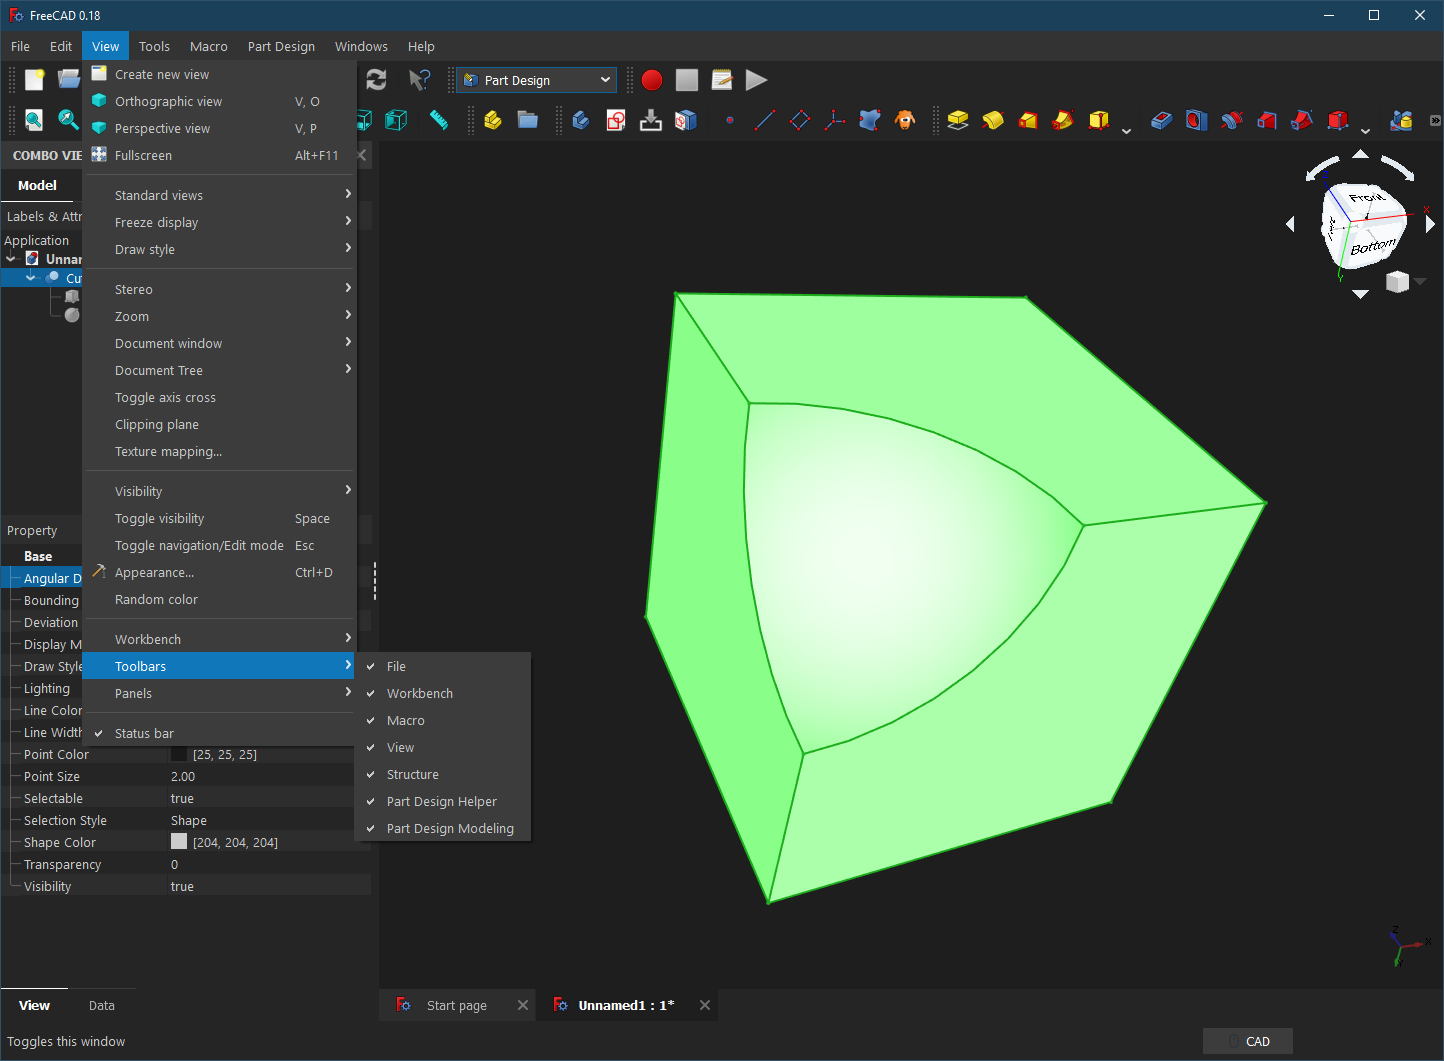 FreeCAD 0.18
File Edit View Tools Macro Part Design Windows Help
Create new view
Part Design
Orthographic view V, O
Perspective view V, P
COMBO VIE
Fullscreen Alt+F11
Model
Standard views
Labels & Attr
Freeze display
Application
Draw style
Unnar
Cu
Stereo
Zoom
Document window
Document Tree
Toggle axis cross
Clipping plane
Texture mapping...
Visibility
Toggle visibility Space
Property
Toggle navigation/Edit mode Esc
Base
Appearance... Ctrl+D
Angular D
Random color
Bounding
Deviation
Workbench
Display M
Toolbars
Draw Style
Panels
Lighting
Line Color
Status bar
Line Width
File
Workbench
Macro
View
Structure
Part Design Helper
Part Design Modeling
Point Color [25, 25, 25]
Point Size 2.00
Selectable true
Selection Style Shape
Shape Color [204, 204, 204]
Transparency 0
Visibility true
Front
Bottom
X
Y
Z
X
Y
View Data
Start page
Unnamed1 : 1*
Toggles this window
CAD